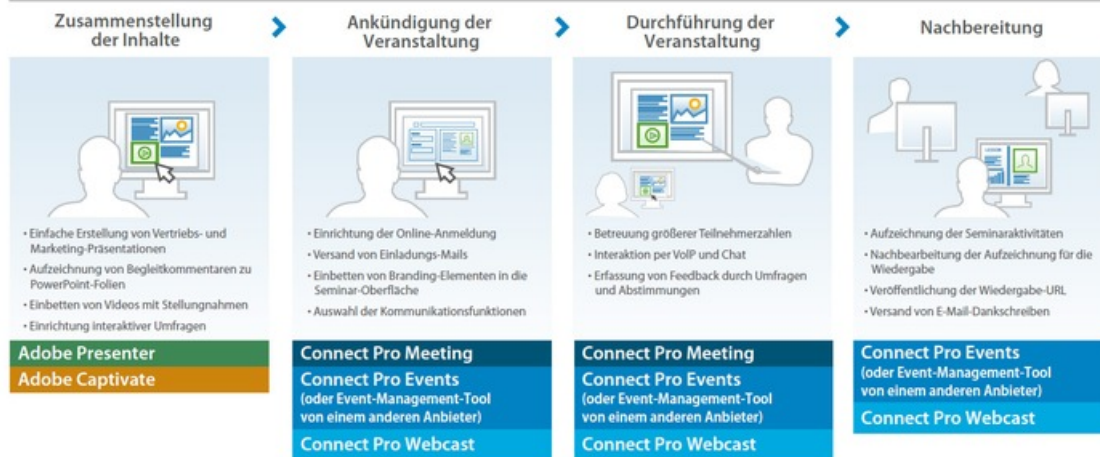 Zusammenstellung
der Inhalte
Ankündigung der
Veranstaltung
Durchführung der
Veranstaltung
Nachbereitung
• Einfache Erstellung von Vertriebs- und
Marketing-Präsentationen
• Aufzeichnung von Begleitkommentaren zu
PowerPoint-Folien
• Einbetten von Videos mit Stellungnahmen
• Einrichtung interaktiver Umfragen
Adobe Presenter
Adobe Captivate
• Einrichtung der Online-Anmeldung
• Versand von Einladungs-Mails
• Einbetten von Branding-Elementen in die
Seminar-Oberfläche
• Auswahl der Kommunikationsfunktionen
Connect Pro Meeting
Connect Pro Events
(oder Event-Management-Tool
von einem anderen Anbieter)
Connect Pro Webcast
• Betreuung größerer Teilnehmerzahlen
• Interaktion per VoIP und Chat
• Erfassung von Feedback durch Umfragen
und Abstimmungen
Connect Pro Meeting
Connect Pro Events
(oder Event-Management-Tool
von einem anderen Anbieter)
Connect Pro Webcast
• Aufzeichnung der Seminaraktivitäten
• Nachbearbeitung der Aufzeichnung für die
Wiedergabe
• Veröffentlichung der Wiedergabe-URL
• Versand von E-Mail-Dankschreiben
Connect Pro Events
(oder Event-Management-Tool
von einem anderen Anbieter)
Connect Pro Webcast